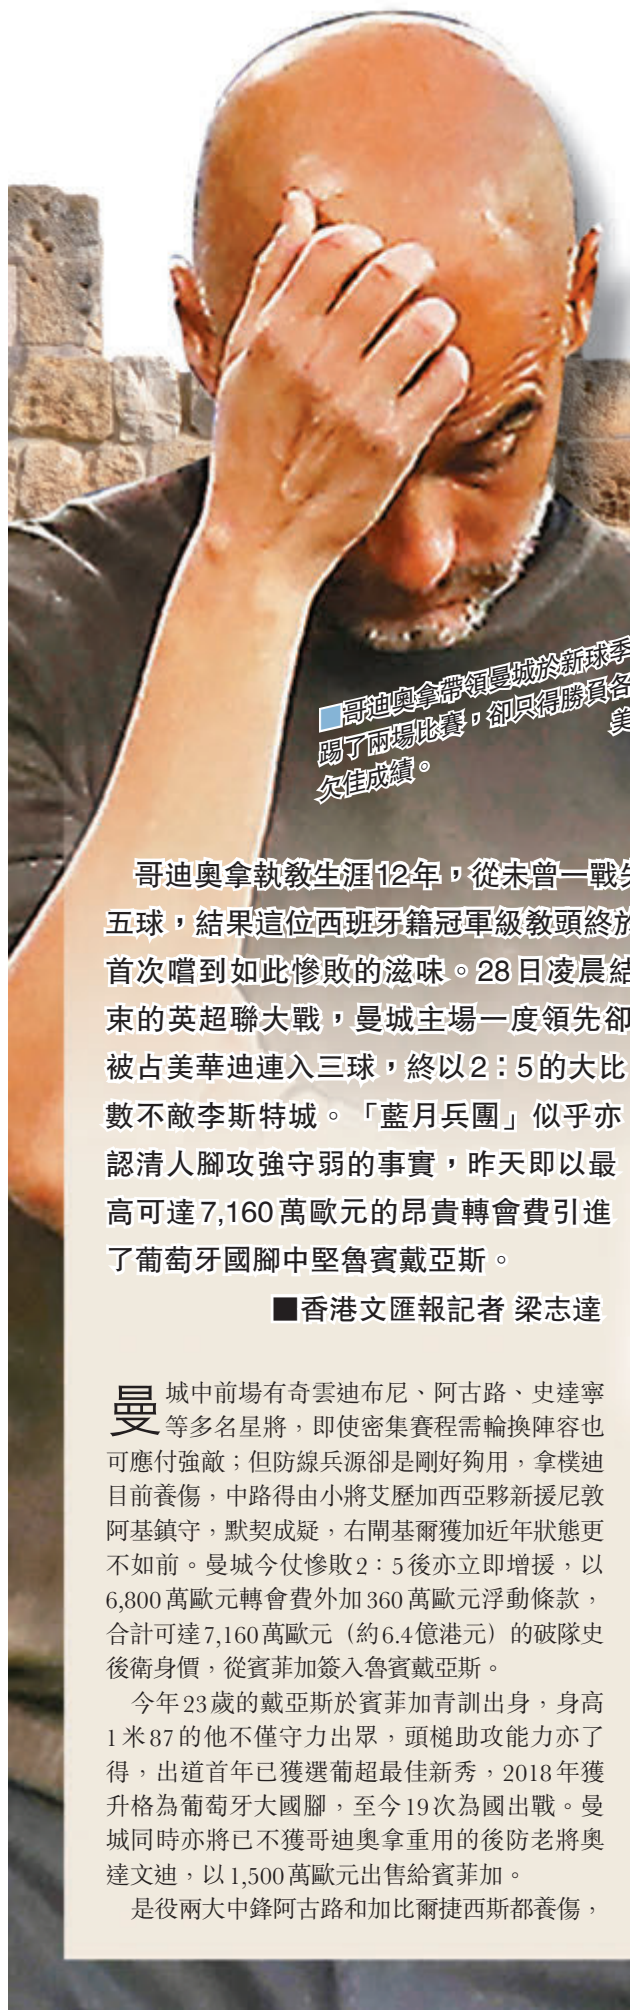 ■哥迪奧拿帶領曼城於新球季
踢了兩場比賽，卻只得勝負各
美
欠佳成績。
哥迪奧拿執教生涯12年，從未曾一戰失
五球，結果這位西班牙籍冠軍級教頭終於
首次嚐到如此慘敗的滋味。28日凌晨結
束的英超聯大戰，曼城主場一度領先卻
被占美華迪連入三球，終以2：5的大比
數不敵李斯特城。「藍月兵團」似乎亦
認清人腳攻強守弱的事實，昨天即以最
高可達7,160萬歐元的昂貴轉會費引進
了葡萄牙國腳中堅魯賓戴亞斯。
■香港文匯報記者 梁志達
曼城中前場有奇雲迪布尼、阿古路、史達寧
等多名星將，即使密集賽程需輪換陣容也
可應付強敵；但防線兵源卻是剛好夠用，拿樸迪
目前養傷，中路得由小將艾歷加西亞夥新援尼敦
阿基鎮守，默契成疑，右閘基爾獲加近年狀態更
不如前。曼城今仗慘敗2：5後亦立即增援，以
6,800萬歐元轉會費外加360萬歐元浮動條款，
合計可達7,160萬歐元（約6.4億港元）的破隊史
後衛身價，從賓菲加簽入魯賓戴亞斯。
今年23歲的戴亞斯於賓菲加青訓出身，身高
1米87的他不僅守力出眾，頭槌助攻能力亦了
得，出道首年已獲選葡超最佳新秀，2018年獲
升格為葡萄牙大國腳，至今19次為國出戰。曼
城同時亦將已不獲哥迪奧拿重用的後防老將奧
達文迪，以1,500萬歐元出售給賓菲加。
是役兩大中鋒阿古路和加比爾捷西斯都養傷，